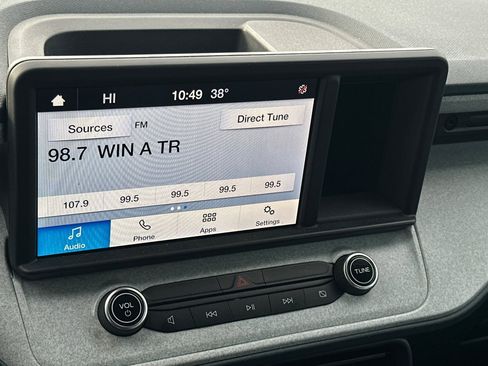 HI 10:49 38°
Sources FM Direct Tune
98.7 WIN A TR
107.9 99.5 99.5 99.5 99.5
Audio Phone Apps Settings
VOL TUNE